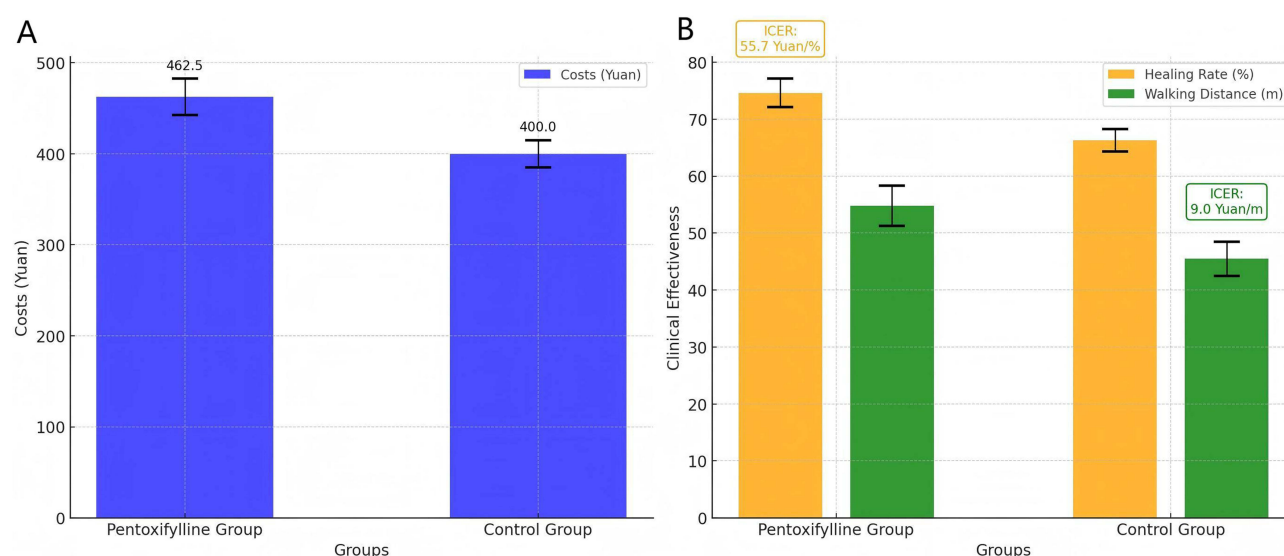 A
500
400
300
200
100
0
Costs (Yuan)
462.5
400.0
Costs (Yuan)
Pentoxifylline Group
Control Group
Groups
B
ICER:
55.7 Yuan/%
80
70
60
50
40
30
20
10
0
Clinical Effectiveness
Healing Rate (%)
Walking Distance (m)
ICER:
9.0 Yuan/m
Pentoxifylline Group
Control Group
Groups